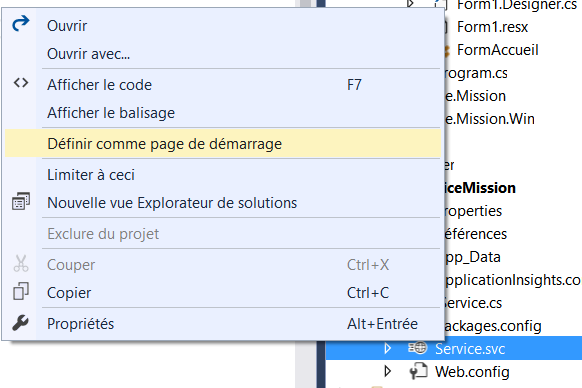 Ouvrir
Ouvrir avec...
Afficher le code F7
Afficher le balisage
Définir comme page de démarrage
Limiter à ceci
Nouvelle vue Explorateur de solutions
Exclure du projet
Couper Ctrl+X
Copier Ctrl+C
Propriétés Alt+Entrée
Form1.Designer.cs
Form1.resx
FormAccueil
rogram.cs
e.Mission
e.Mission.Win
er
iceMission
roperties
éférences
pp_Data
pplicationInsights.co
ervice.cs
ackages.config
Service.svc
Web.config